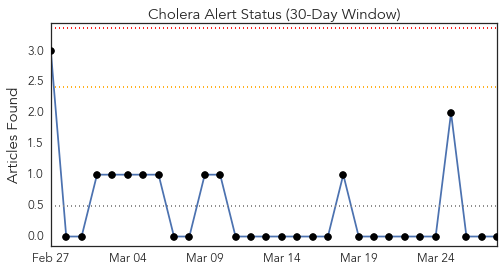 Cholera Alert Status (30-Day Window)
Articles Found
3.0
2.5
2.0
1.5
1.0
0.5
0.0
Feb 27 Mar 04 Mar 09 Mar 14 Mar 19 Mar 24